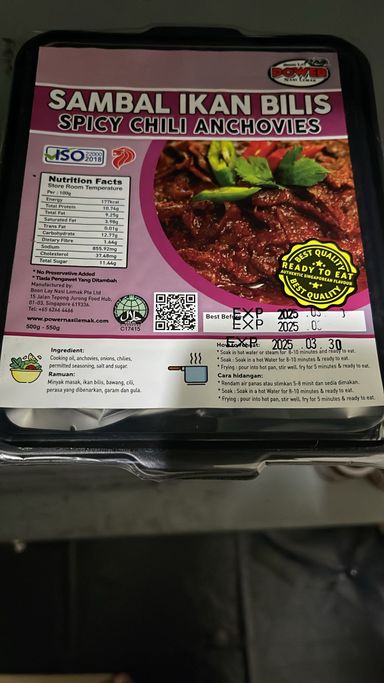 Boon Lay
POWER
Nasi Lemak
SAMBAL IKAN BILIS
SPICY CHILI ANCHOVIES
ISO 22000 2018
Nutrition Facts
Store Room Temperature
Per : 100g
Energy 177kcal
Total Protein 10.74g
Total Fat 9.25g
Saturated Fat 3.98g
Trans Fat 0.01g
Carbohydrate 12.77g
Dietary Fibre 1.44g
Sodium 855.92mg
Cholesterol 37.48mg
Total Sugar 11.44g
* No Preservative Added
* Tiada Pengawet Yang Ditambah
Manufactured by:
Boon Lay Nasi Lemak Pte Ltd
15 Jalan Tepong Jurong Food Hub,
01-03, Singapore 619336
Tel: +65 6266 4466
www.powernasilemak.com
500g - 550g
C17415
BEST QUALITY
READY TO EAT
AUTHENTIC SINGAPOREAN FLAVOUR
BEST QUALITY
Best Before
EXP 2025
EXP 2025
EXP 2025 .03.30
* Soak in hot water or steam for 8-10 minutes and ready to eat.
* Soak : Soak in a hot Water for 8-10 minutes & ready to eat.
* Frying : pour into hot pan, stir well, fry for 5 minutes & ready to eat.
Cara hidangan:
* Rendam air panas atau stimkan 5-8 minit dan sedia dimakan.
* Soak : Soak in a hot Water for 8-10 minutes & ready to eat.
* Frying : pour into hot pan, stir well, fry for 5 minutes & ready to eat.
Ingredient:
Cooking oil, anchovies, onions, chilies,
permitted seasoning, salt and sugar.
Ramuan:
Minyak masak, ikan bilis, bawang, cili,
perasa yang dibenarkan, garam dan gula.